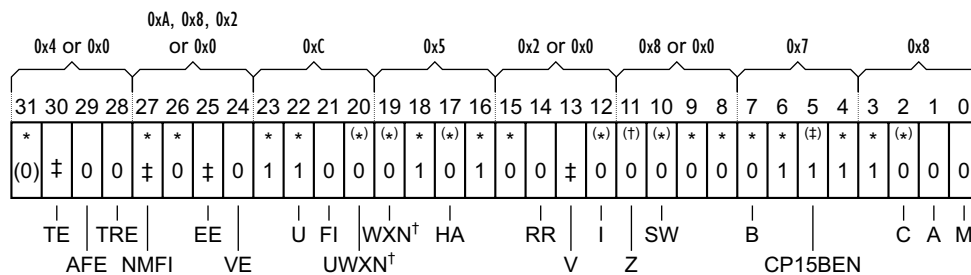 0xA, 0x8, 0x2
0x4 or 0x0 or 0x0 0xC 0x5 0x2 or 0x0 0x8 or 0x0 0x7 0x8
31 30 29 28 27 26 25 24 23 22 21 20 19 18 17 16 15 14 13 12 11 10 9 8 7 6 5 4 3 2 1 0
* * * * * (*) (*) * (*) * * (*) (†) (*) * * * * (‡) * * (*)
(0) ‡ 0 0 ‡ 0 ‡ 0 1 1 0 0 0 1 0 1 0 0 ‡ 0 0 0 0 0 0 1 1 1 1 0 0 0
TE TRE EE U FI WXN† HA RR I SW B C A M
AFE NMFI VE UWXN† V Z CP15BEN